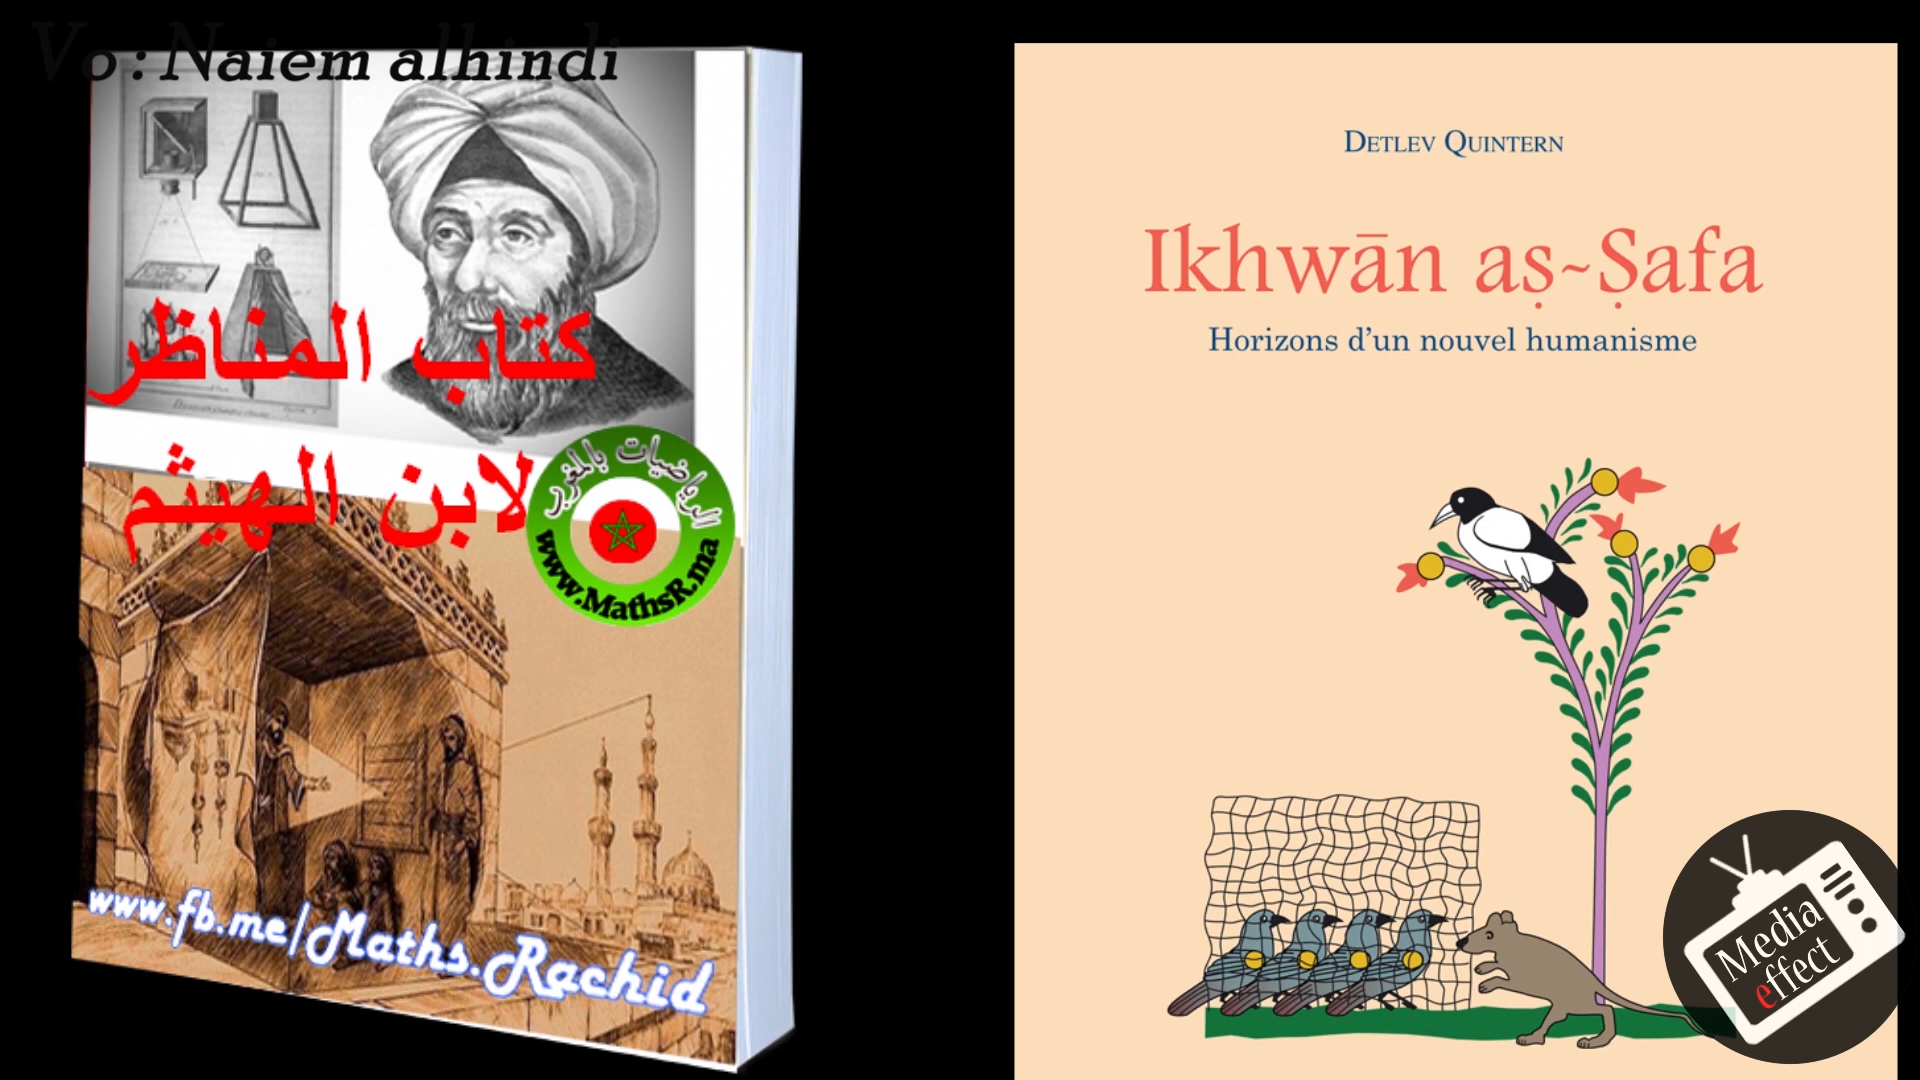 Vo: Naiem alhindi
كتاب المناظر
لابن الهيثم
الرياضيات بالمغرب
www.MathsR.ma
www.fb.me/Maths.Rachid
DETLEV QUINTERN
Ikhwān aṣ-Ṣafa
Horizons d'un nouvel humanisme
Media
effect